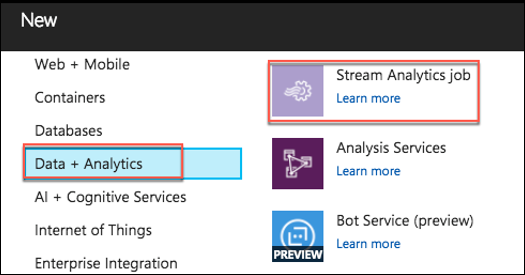 New
Web + Mobile
Containers
Databases
Data + Analytics
AI + Cognitive Services
Internet of Things
Enterprise Integration
Stream Analytics job
Learn more
Analysis Services
Learn more
PREVIEW
Bot Service (preview)
Learn more